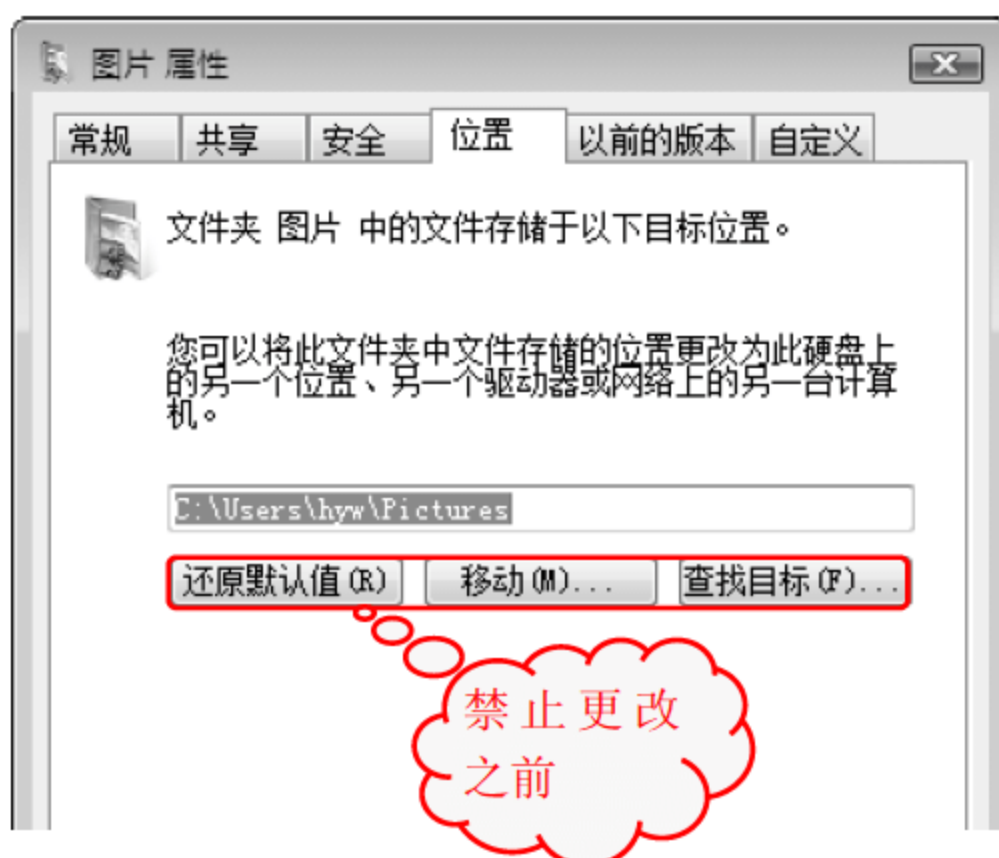 图片 属性
常规 共享 安全 位置 以前的版本 自定义
文件夹 图片 中的文件存储于以下目标位置。
您可以将此文件夹中文件存储的位置更改为此硬盘上
的另一个位置、另一个驱动器或网络上的另一台计算
机。
C:\Users\hyw\Pictures
还原默认值(R) 移动(M)... 查找目标(F)...
禁止更改
之前